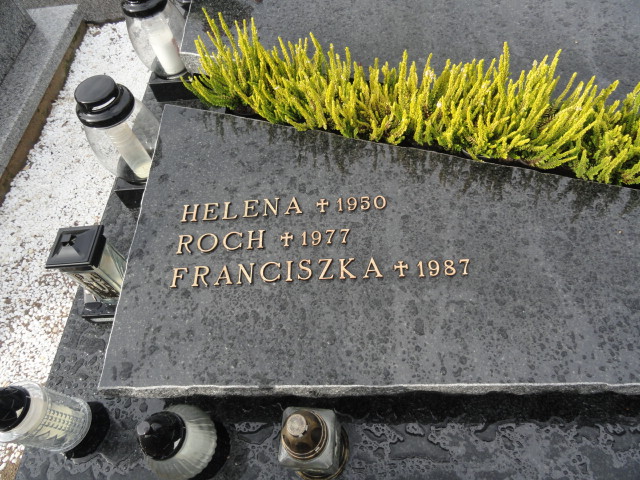 HELENA ✝ 1950
ROCH ✝ 1977
FRANCISZKA ✝ 1987